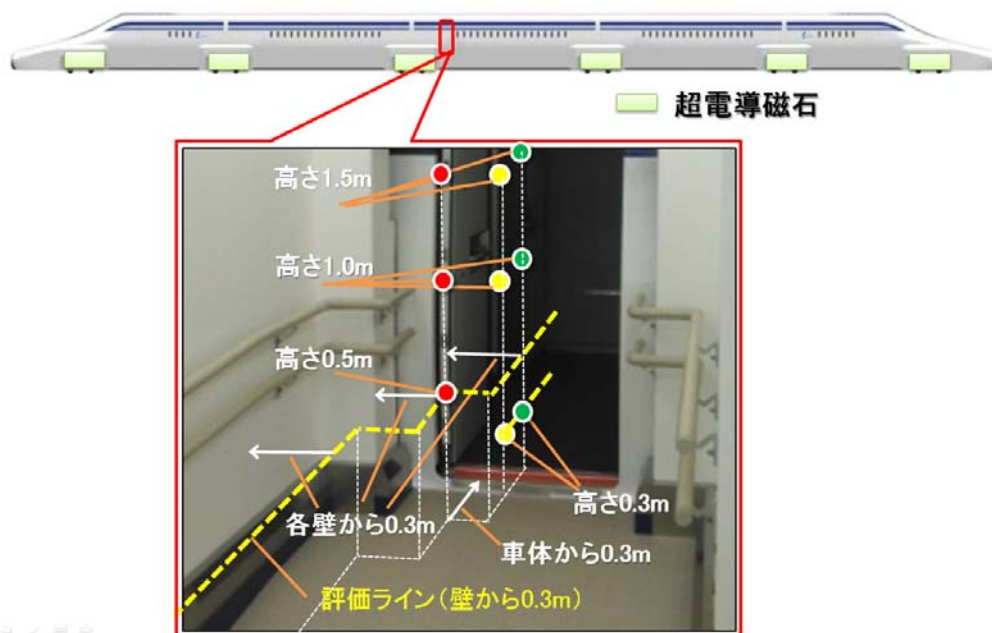 超電導磁石
高さ1.5m
高さ1.0m
高さ0.5m
高さ0.3m
各壁から0.3m
車体から0.3m
評価ライン(壁から0.3m)